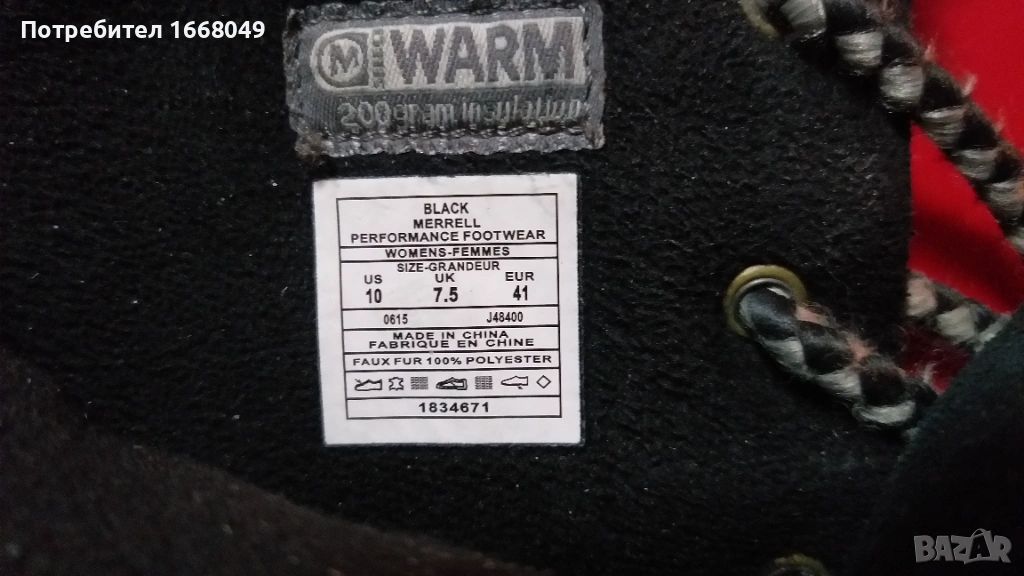 Потребител 1668049
M WARM
200gram insulation
BLACK
MERRELL
PERFORMANCE FOOTWEAR
WOMENS-FEMMES
SIZE-GRANDEUR
US UK EUR
10 7.5 41
0615 J48400
MADE IN CHINA
FABRIQUE EN CHINE
FAUX FUR 100% POLYESTER
1834671
BAZAR